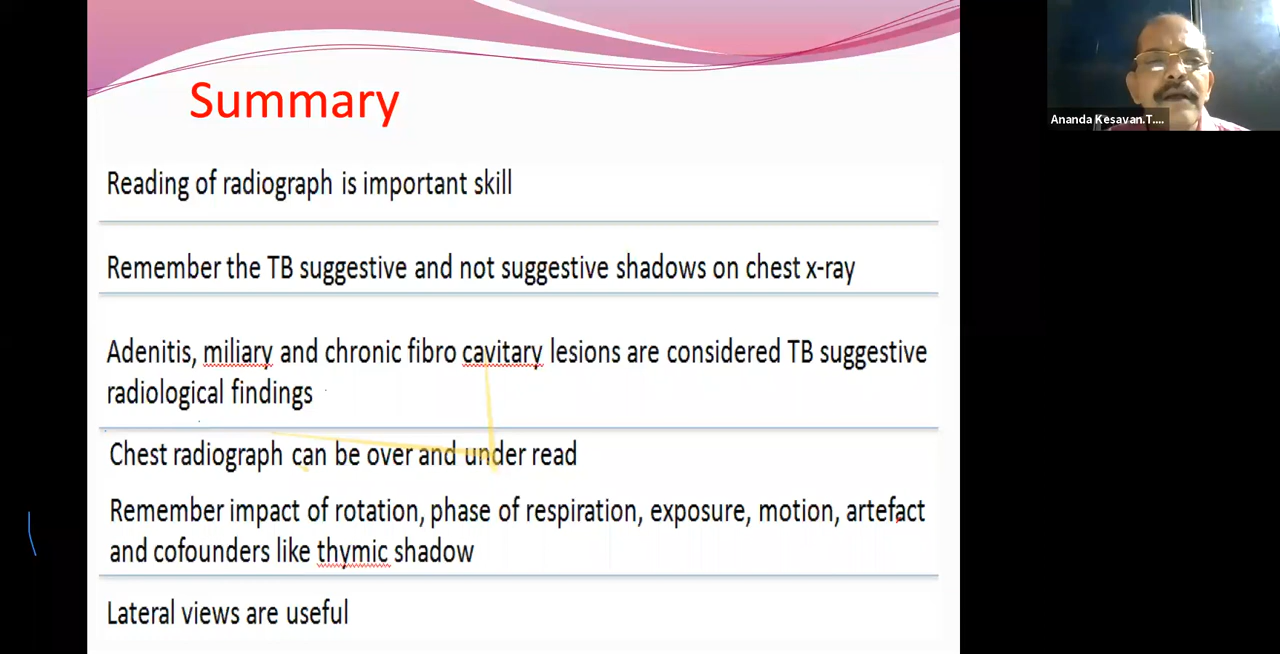 Summary
Reading of radiograph is important skill
Remember the TB suggestive and not suggestive shadows on chest x-ray
Adenitis, miliary and chronic fibro cavitary lesions are considered TB suggestive
radiological findings
Chest radiograph can be over and under read
Remember impact of rotation, phase of respiration, exposure, motion, artefact
and cofounders like thymic shadow
Lateral views are useful
Ananda Kesavan.T....